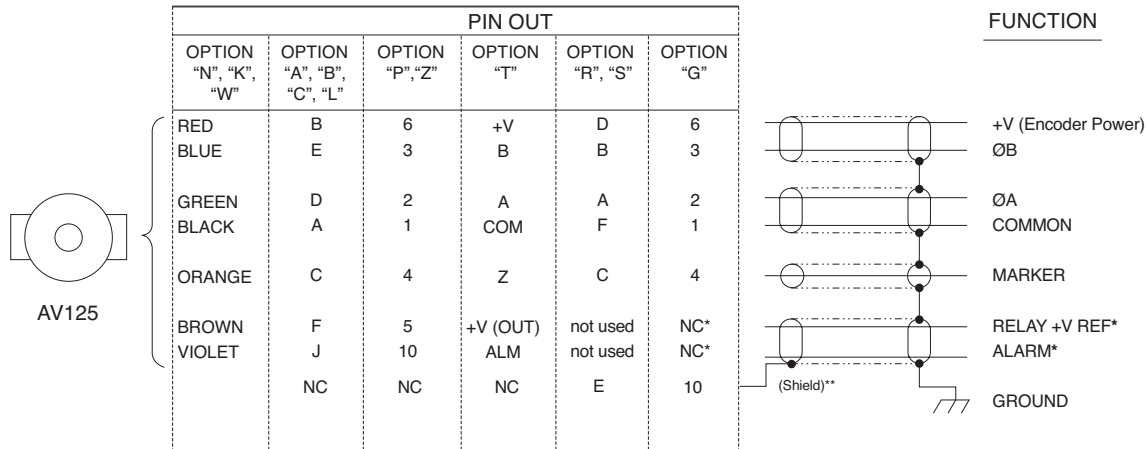 PIN OUT FUNCTION
OPTION OPTION OPTION OPTION OPTION OPTION
“N”, “K”, “A”, “B”, “P”,“Z” “T” “R”, “S” “G”
“W” “C”, “L”
RED B 6 +V D 6 +V (Encoder Power)
BLUE E 3 B B 3 ØB
GREEN D 2 A A 2 ØA
BLACK A 1 COM F 1 COMMON
ORANGE C 4 Z C 4 MARKER
AV125
BROWN F 5 +V (OUT) not used NC* RELAY +V REF*
VIOLET J 10 ALM not used NC* ALARM*
NC NC NC E 10 (Shield)** GROUND